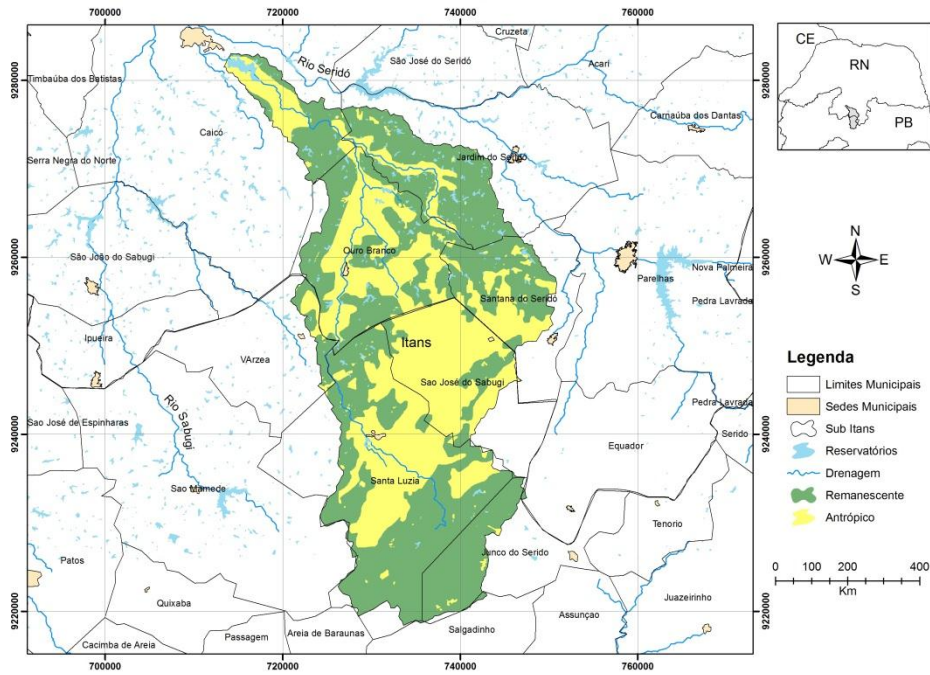 700000
720000
740000
760000
9280000
9260000
9240000
9220000
Cruzeta
Rio Seridó
São José do Seridó
Acari
Timbaúba dos Batistas
Carnaúba dos Dantas
Caicó
Serra Negra do Norte
Jardim do Seridó
Ouro Branco
São João do Sabugi
Parelhas
Nova Palmeira
Santana do Seridó
Pedra Lavrada
Ipueira
Itans
VArzea
Sao José do Sabugi
Pedra Lavrada
Rio Sabugi
Sao José de Espinharas
Equador
Serido
Santa Luzia
Sao Mamede
Tenorio
Junco do Serido
Patos
Quixaba
Juazeirinho
Assunçao
Passagem
Areia de Baraunas
Salgadinho
Cacimba de Areia
700000
720000
740000
760000
9280000
9260000
9240000
9220000
CE
RN
PB
N
W
E
S
Legenda
Limites Municipais
Sedes Municipais
Sub Itans
Reservatórios
Drenagem
Remanescente
Antrópico
0 50 100 200 300 400
Km